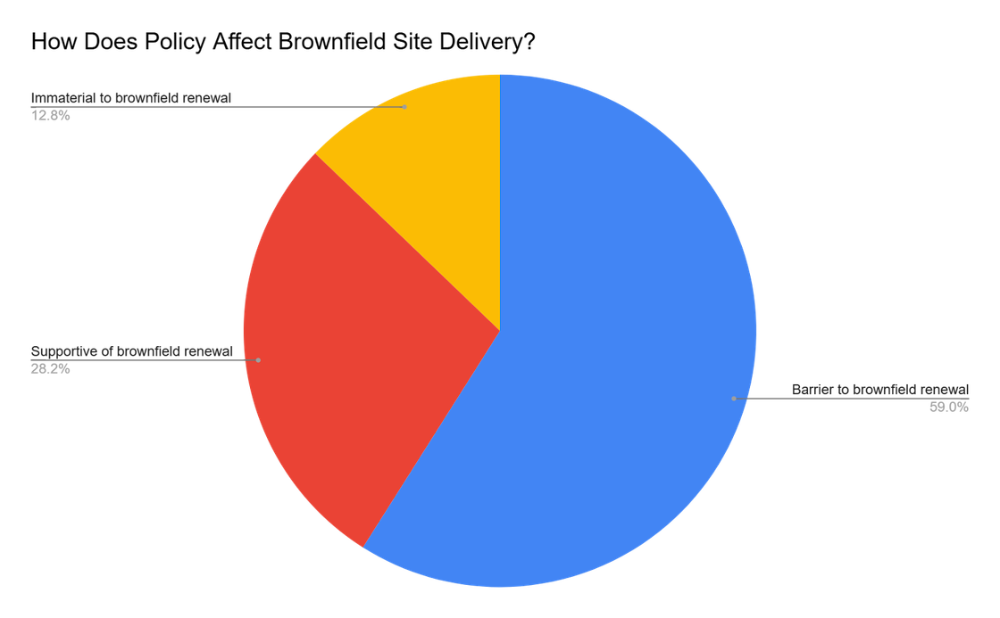 How Does Policy Affect Brownfield Site Delivery?
Immaterial to brownfield renewal
12.8%
Supportive of brownfield renewal
28.2%
Barrier to brownfield renewal
59.0%